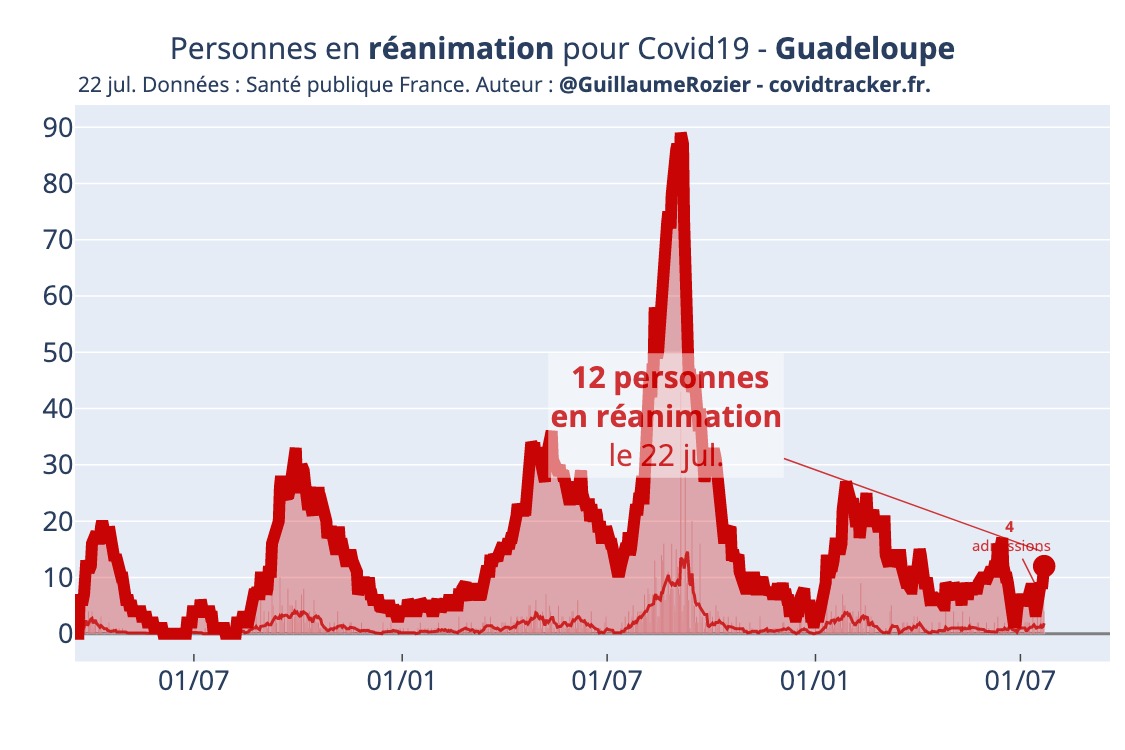 Personnes en réanimation pour Covid19 - Guadeloupe
22 jul. Données : Santé publique France. Auteur : @GuillaumeRozier - covidtracker.fr.
90
80
70
60
50
40
30
20
10
0
12 personnes
en réanimation
le 22 jul.
4
admissions
01/07
01/01
01/07
01/01
01/07